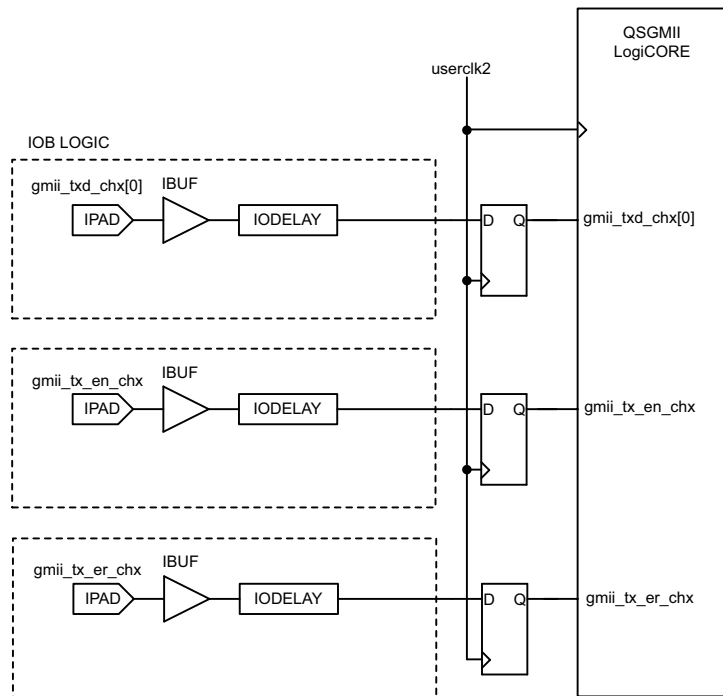 QSGMII
LogiCORE
userclk2
IOB LOGIC
gmii_txd_chx[0]
IBUF
IPAD
IODELAY
D
Q
gmii_txd_chx[0]
gmii_tx_en_chx
IBUF
IPAD
IODELAY
D
Q
gmii_tx_en_chx
gmii_tx_er_chx
IBUF
IPAD
IODELAY
D
Q
gmii_tx_er_chx